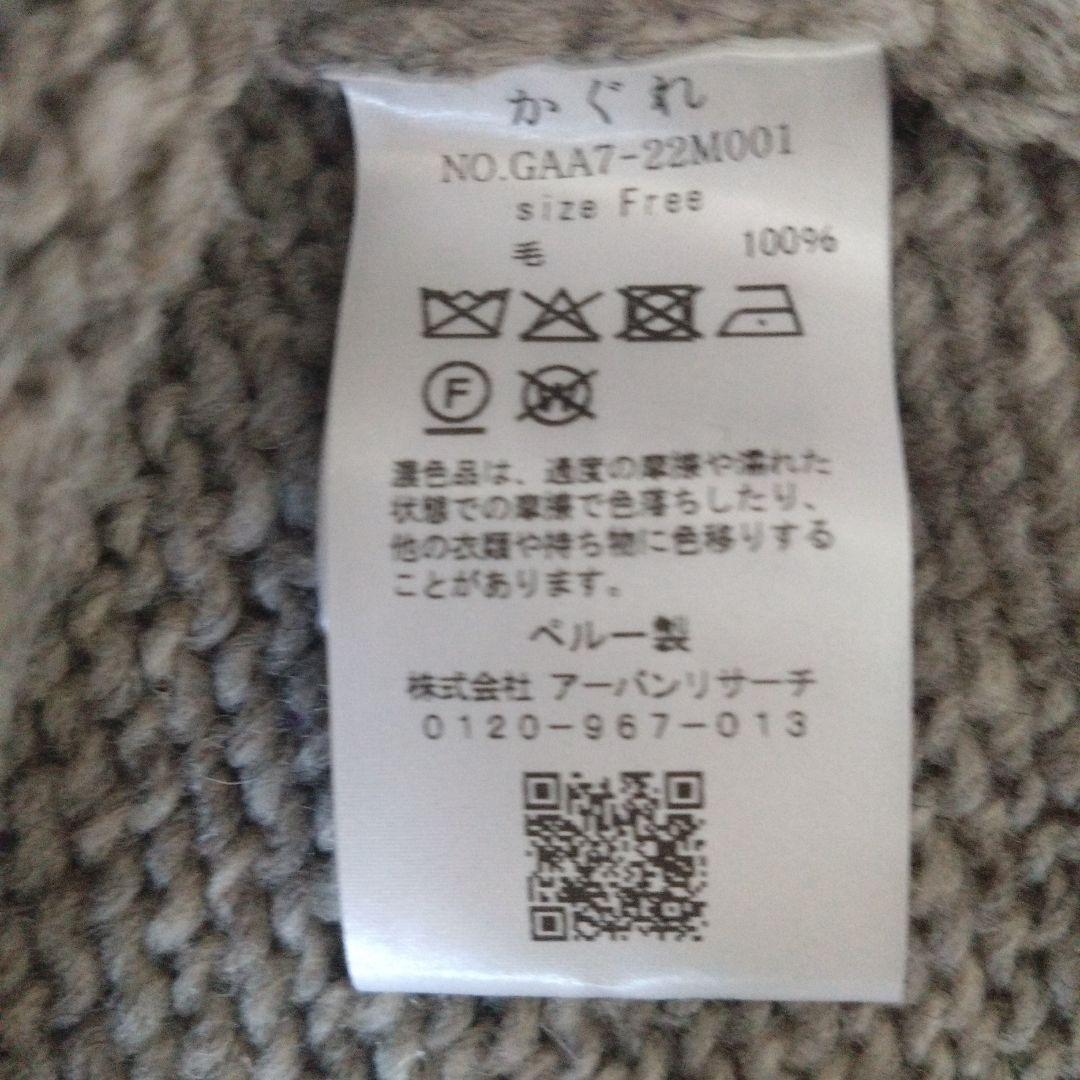 かぐれ
NO.GAA7-22M001
size Free
毛 100%
F
W
濃色品は、過度の摩擦や濡れた
状態での摩擦で色落ちしたり、
他の衣類や持ち物に色移りする
ことがあります。
ペルー製
株式会社 アーバンリサーチ
0120-967-013